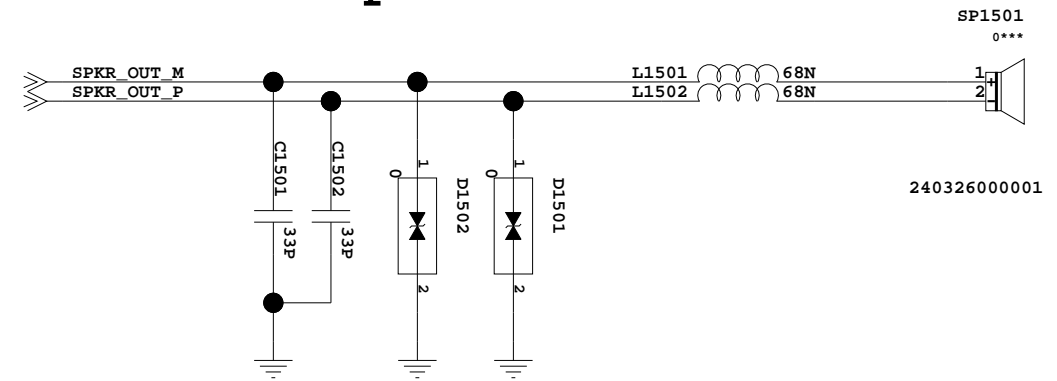 SP1501
0***
SPKR_OUT_M
L1501
68N
1
SPKR_OUT_P
L1502
68N
2
+
-
C1501
C1502
33P
33P
1
0
D1502
2
1
0
D1501
2
240326000001